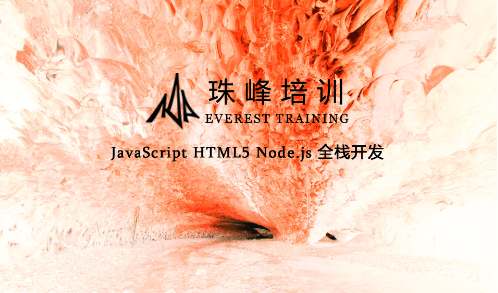 珠峰培训
EVEREST TRAINING
JavaScript HTML5 Node.js 全栈开发